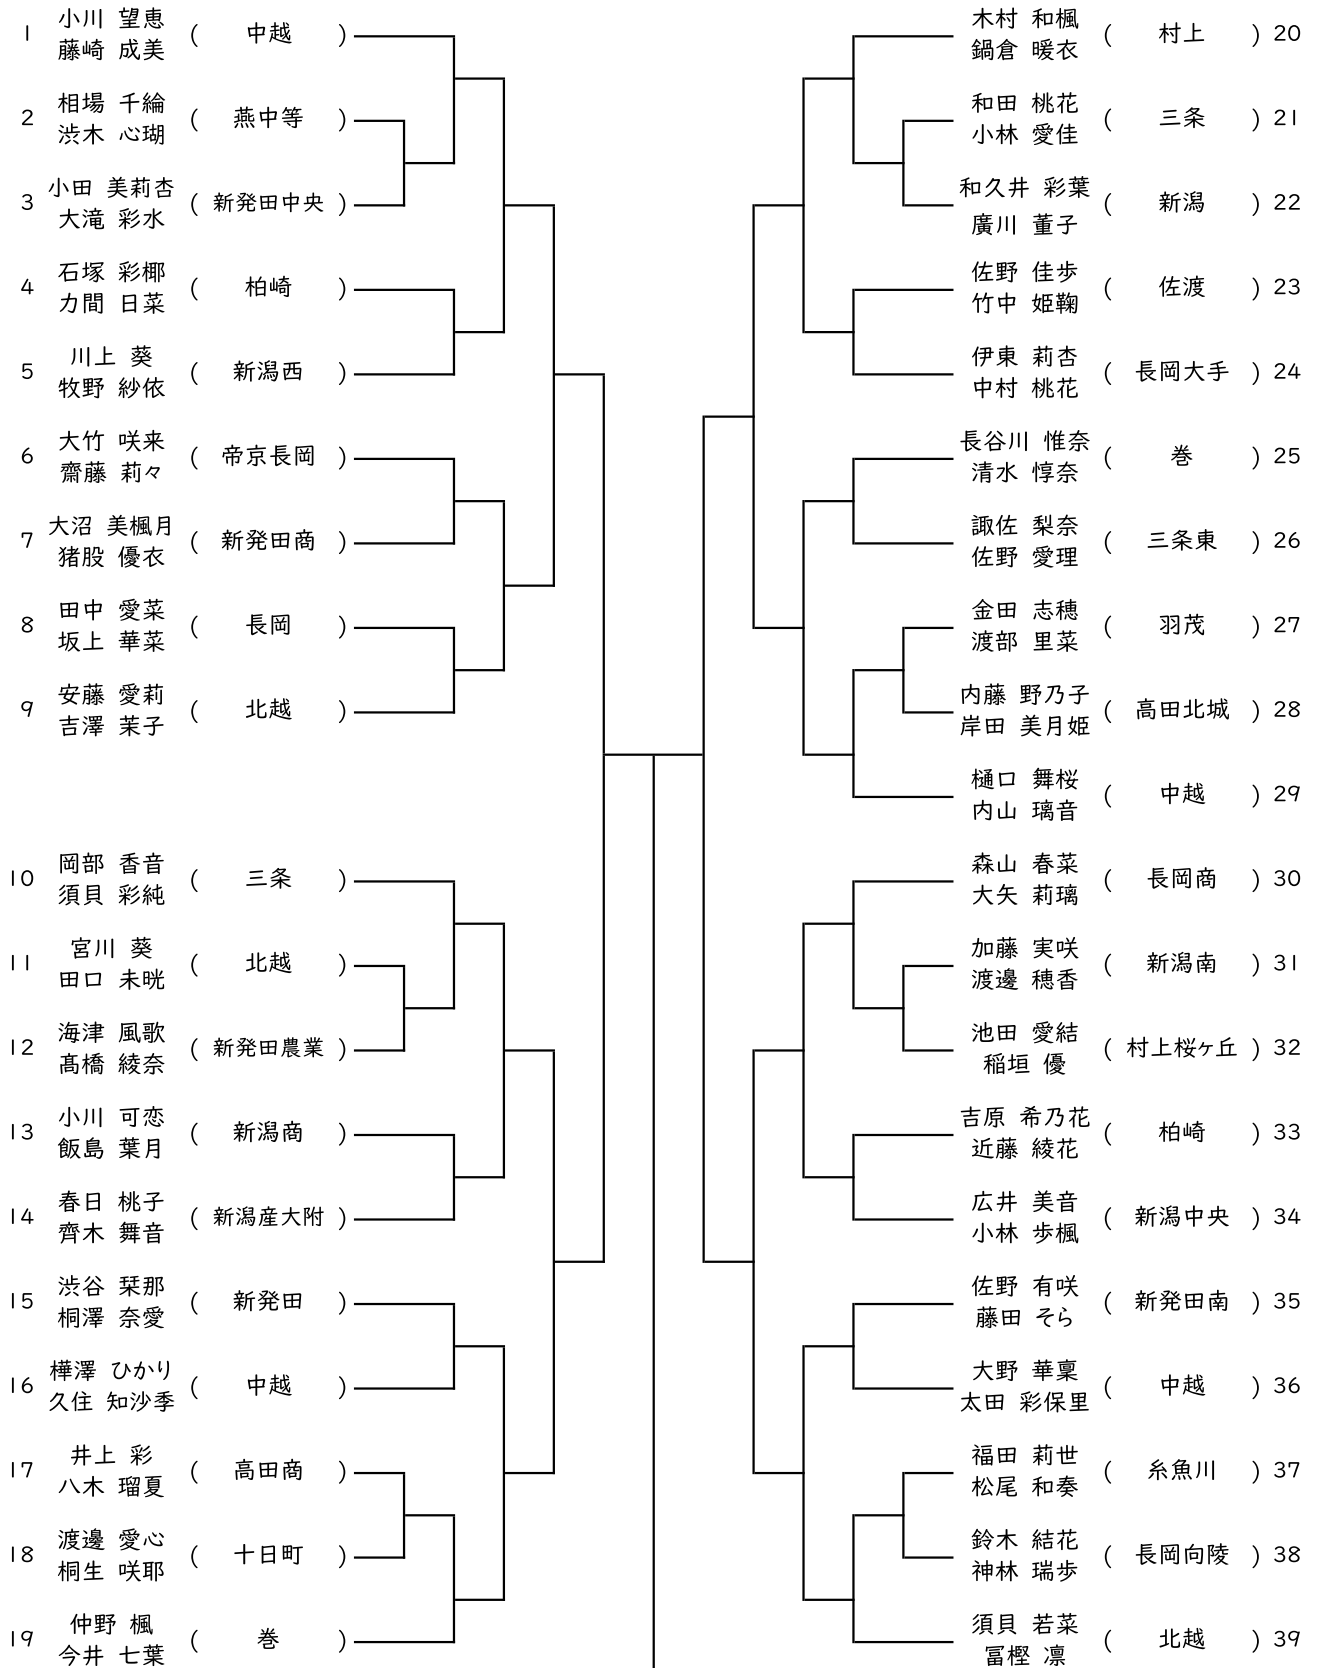 1 小川 望恵 ( 中越 )
藤崎 成美
2 相場 千綸 ( 燕中等 )
渋木 心瑚
3 小田 美莉杏 ( 新発田中央 )
大滝 彩水
4 石塚 彩椰 ( 柏崎 )
力間 日菜
5 川上 葵 ( 新潟西 )
牧野 紗依
6 大竹 咲来 ( 帝京長岡 )
齋藤 莉々
7 大沼 美楓月 ( 新発田商 )
猪股 優衣
8 田中 愛菜 ( 長岡 )
坂上 華菜
9 安藤 愛莉 ( 北越 )
吉澤 茉子
10 岡部 香音 ( 三条 )
須貝 彩純
11 宮川 葵 ( 北越 )
田口 未晄
12 海津 風歌 ( 新発田農業 )
髙橋 綾奈
13 小川 可恋 ( 新潟商 )
飯島 葉月
14 春日 桃子 ( 新潟産大附 )
齊木 舞音
15 渋谷 栞那 ( 新発田 )
桐澤 奈愛
16 樺澤 ひかり ( 中越 )
久住 知沙季
17 井上 彩 ( 高田商 )
八木 瑠夏
18 渡邊 愛心 ( 十日町 )
桐生 咲耶
19 仲野 楓 ( 巻 )
今井 七葉
木村 和楓 ( 村上 ) 20
鍋倉 暖衣
和田 桃花 ( 三条 ) 21
小林 愛佳
和久井 彩葉 ( 新潟 ) 22
廣川 菫子
佐野 佳歩 ( 佐渡 ) 23
竹中 姫鞠
伊東 莉杏 ( 長岡大手 ) 24
中村 桃花
長谷川 惟奈 ( 巻 ) 25
清水 惇奈
諏佐 梨奈 ( 三条東 ) 26
佐野 愛理
金田 志穂 ( 羽茂 ) 27
渡部 里菜
内藤 野乃子 ( 高田北城 ) 28
岸田 美月姫
樋口 舞桜 ( 中越 ) 29
内山 璃音
森山 春菜 ( 長岡商 ) 30
大矢 莉璃
加藤 実咲 ( 新潟南 ) 31
渡邊 穂香
池田 愛結 ( 村上桜ヶ丘 ) 32
稲垣 優
吉原 希乃花 ( 柏崎 ) 33
近藤 綾花
広井 美音 ( 新潟中央 ) 34
小林 歩楓
佐野 有咲 ( 新発田南 ) 35
藤田 そら
大野 華稟 ( 中越 ) 36
太田 彩保里
福田 莉世 ( 糸魚川 ) 37
松尾 和奏
鈴木 結花 ( 長岡向陵 ) 38
神林 瑞歩
須貝 若菜 ( 北越 ) 39
冨樫 凛